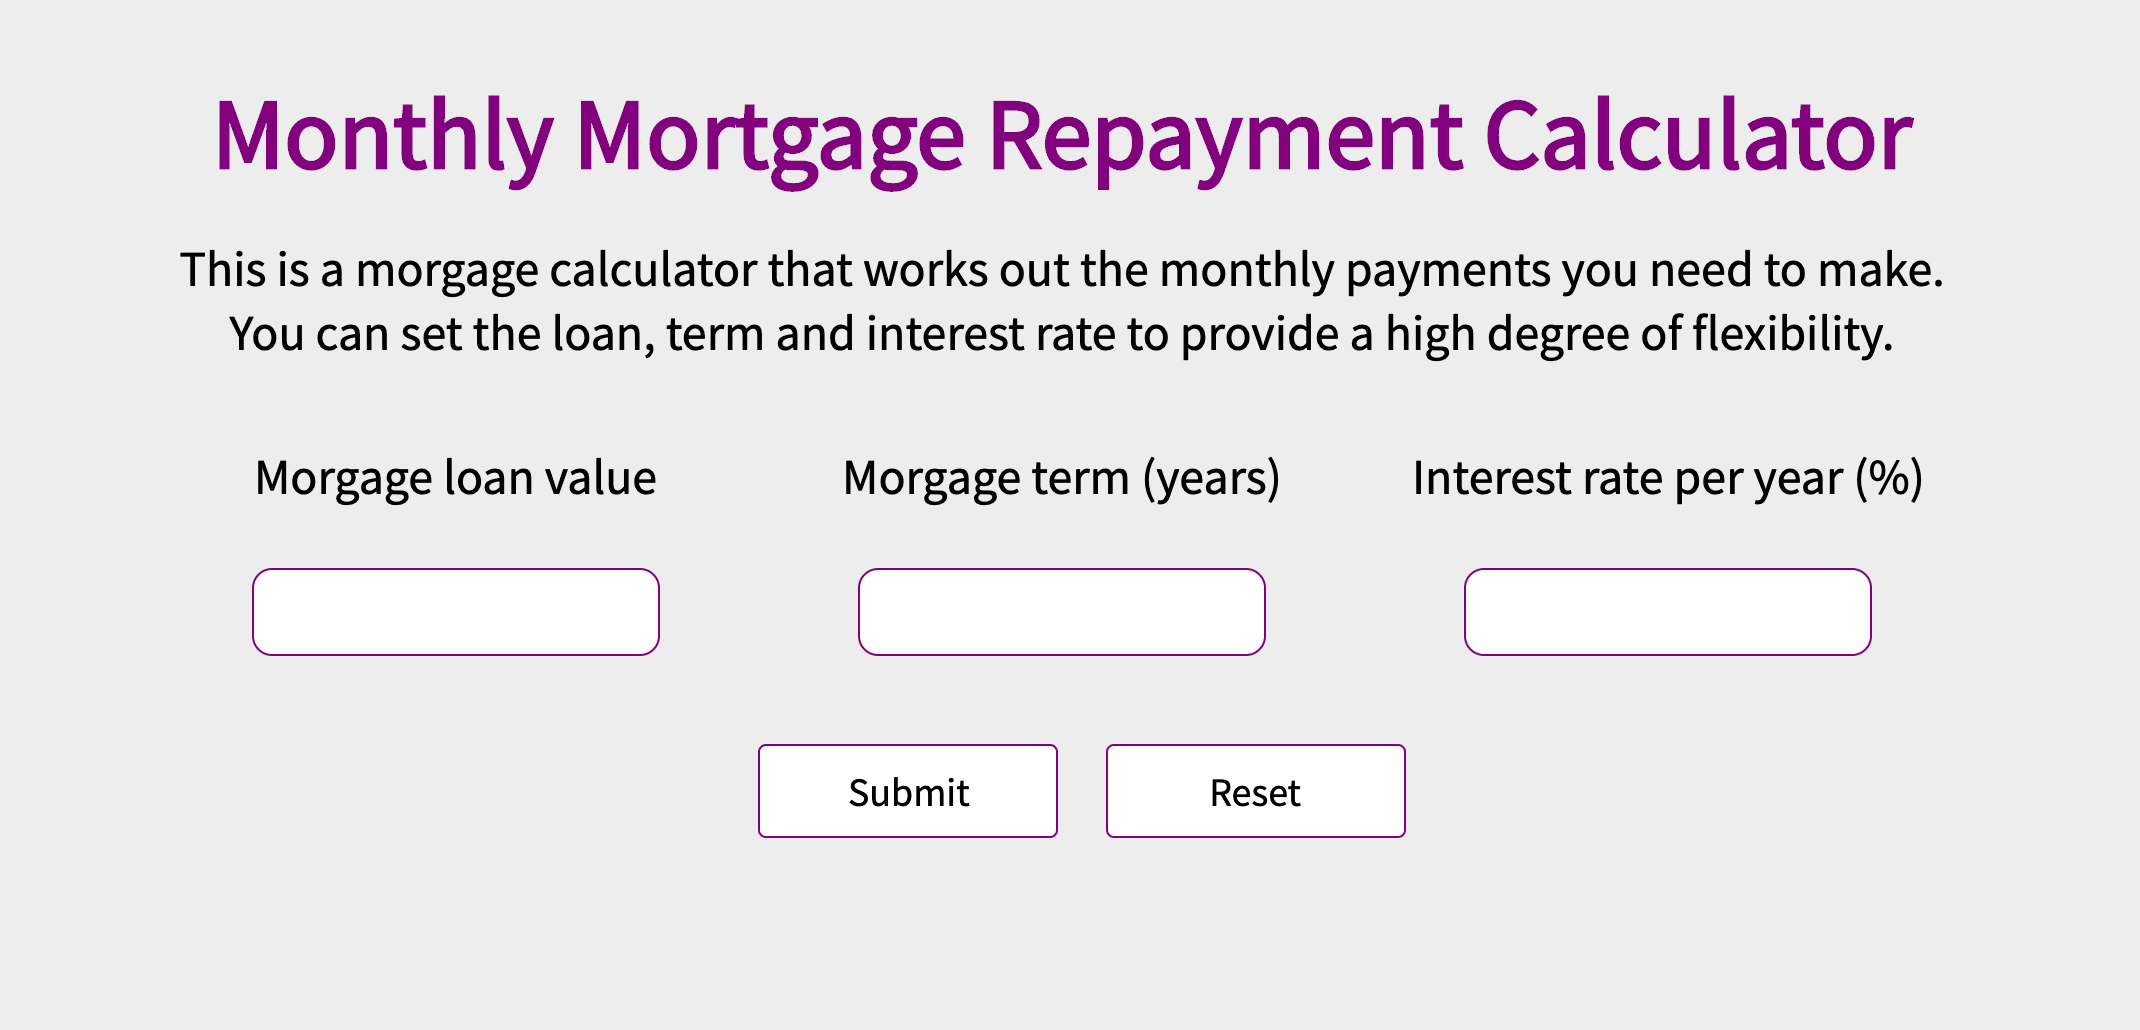 Monthly Mortgage Repayment Calculator
This is a morgage calculator that works out the monthly payments you need to make.
You can set the loan, term and interest rate to provide a high degree of flexibility.
Morgage loan value
Morgage term (years)
Interest rate per year (%)
Submit
Reset